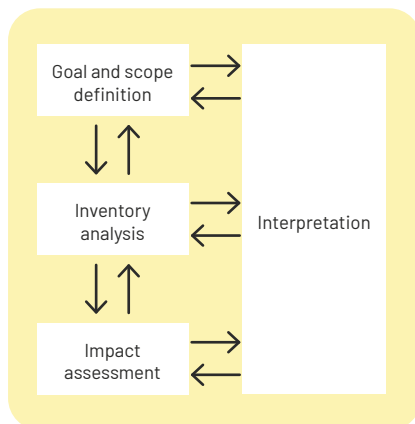 Goal and scope
definition
Inventory
analysis
Interpretation
Impact
assessment